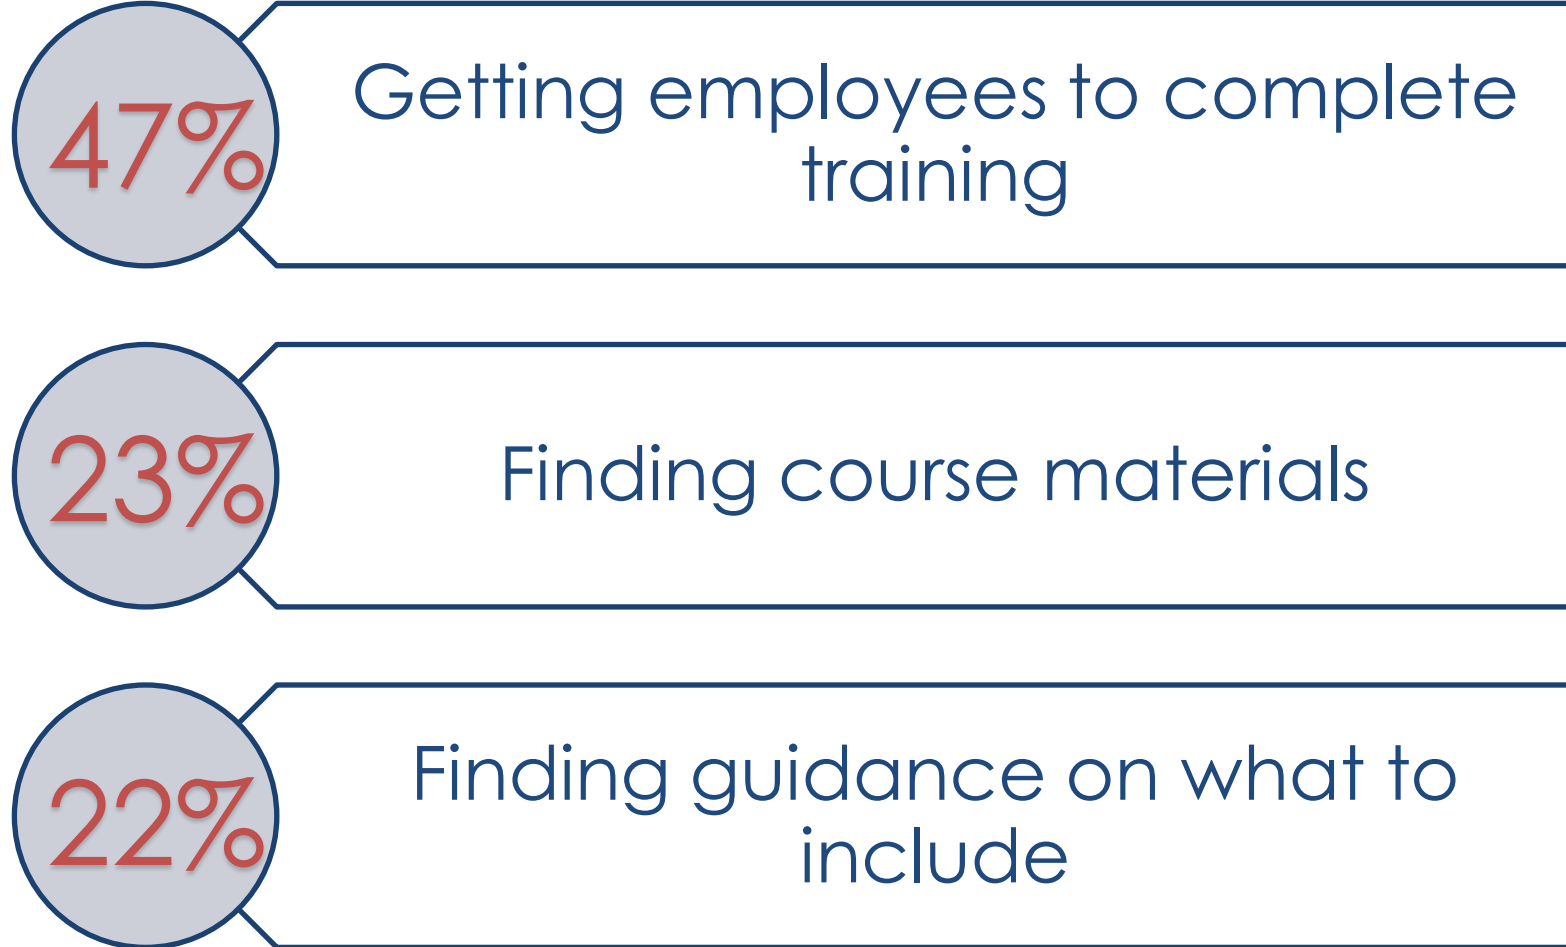 47%
Getting employees to complete
training
23%
Finding course materials
22%
Finding guidance on what to
include